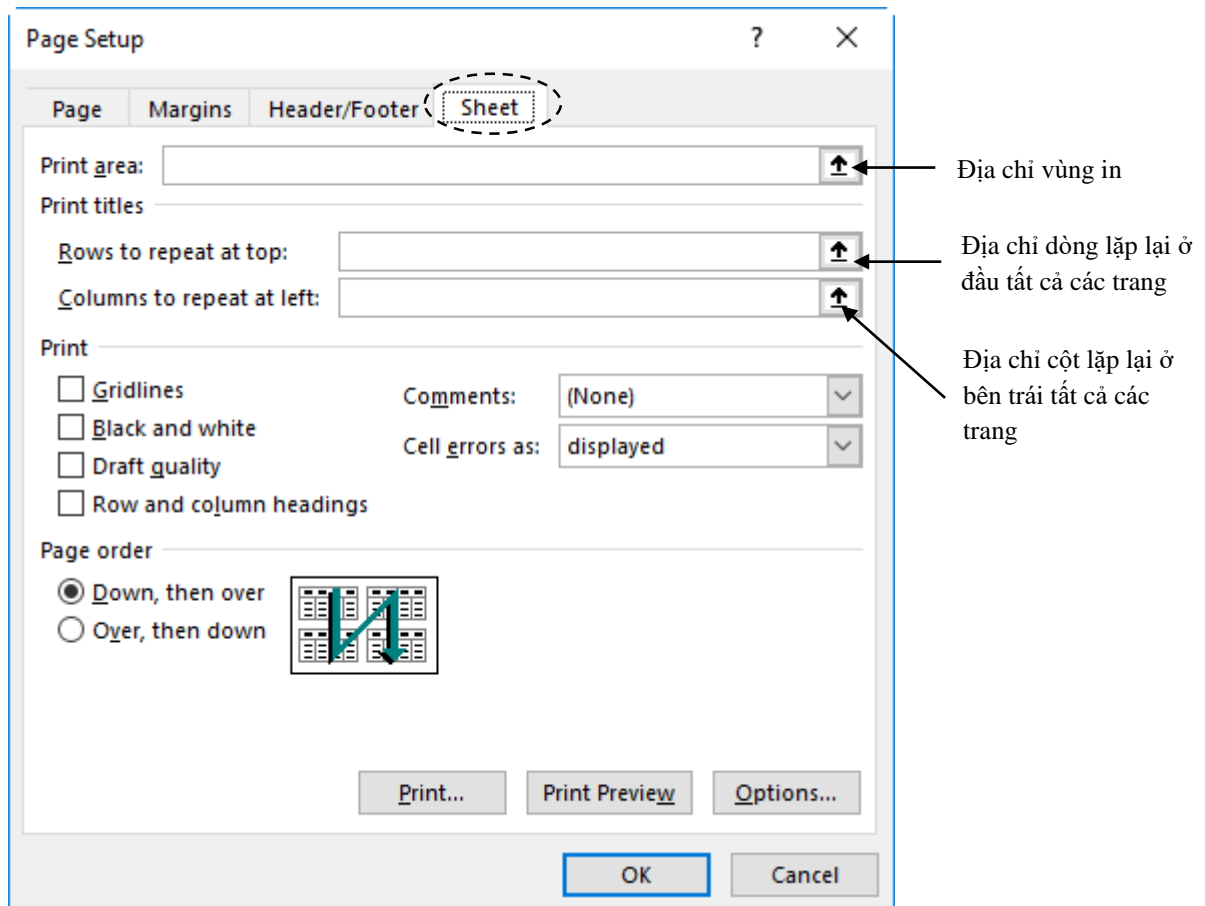 Page Setup
?
Page
Margins
Header/Footer
Sheet
Print area:
Địa chỉ vùng in
Print titles
Rows to repeat at top:
Địa chỉ dòng lặp lại ở
đầu tất cả các trang
Columns to repeat at left:
Địa chỉ cột lặp lại ở
bên trái tất cả các
trang
Print
Gridlines
Black and white
Draft quality
Row and column headings
Comments:
(None)
Cell errors as:
displayed
Page order
Down, then over
Over, then down
Print...
Print Preview
Options...
OK
Cancel